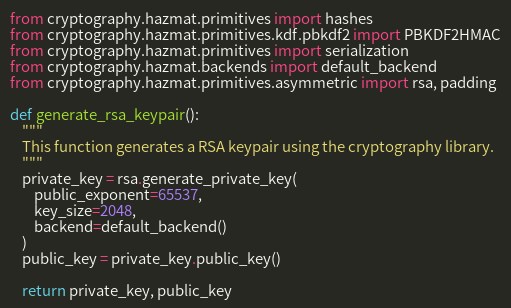 from cryptography.hazmat.primitives import hashes
from cryptography.hazmat.primitives.kdf.pbkdf2 import PBKDF2HMAC
from cryptography.hazmat.primitives import serialization
from cryptography.hazmat.backends import default_backend
from cryptography.hazmat.primitives.asymmetric import rsa, padding

def generate_rsa_keypair():
    """
    This function generates a RSA keypair using the cryptography library.
    """
    private_key = rsa.generate_private_key(
        public_exponent=65537,
        key_size=2048,
        backend=default_backend()
    )
    public_key = private_key.public_key()

    return private_key, public_key